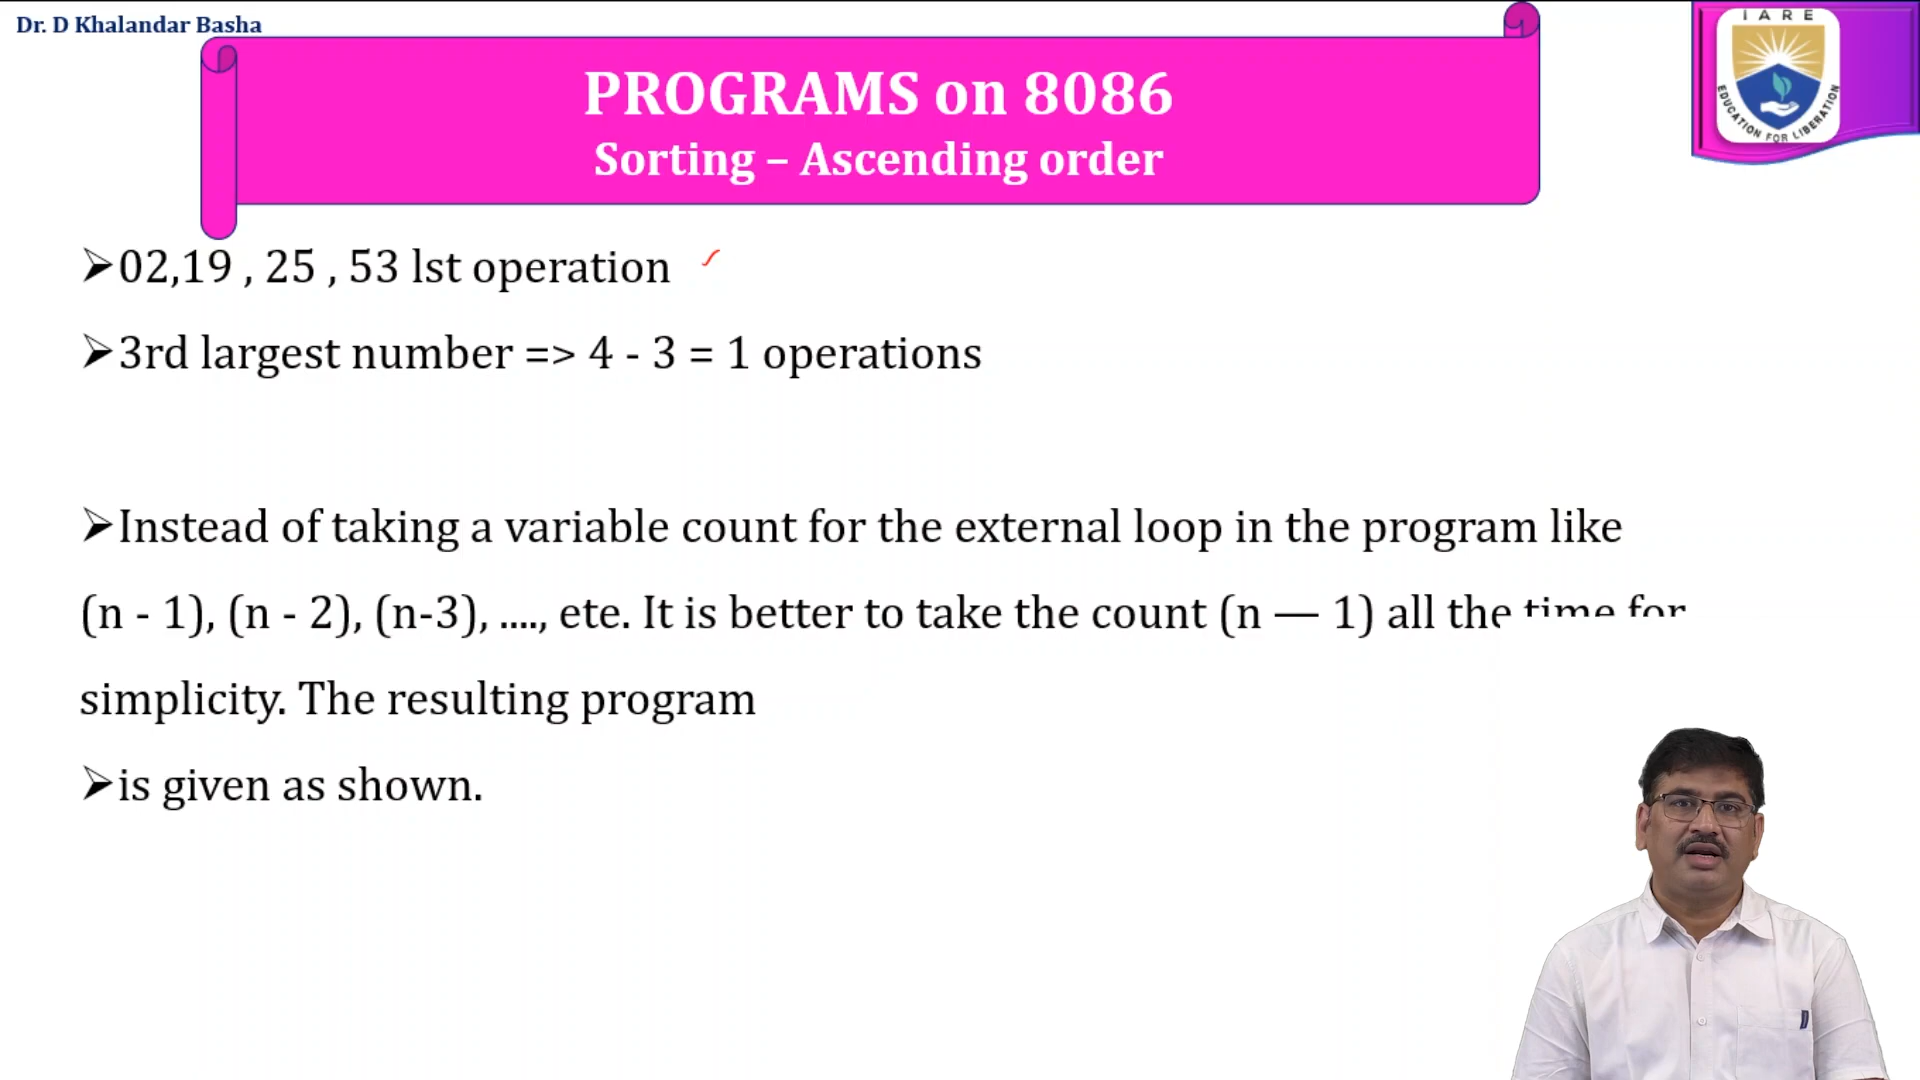 Dr. D Khalandar Basha
IARE
EDUCATION FOR LIBERATION
PROGRAMS on 8086
Sorting – Ascending order
➢02,19 , 25 , 53 lst operation
➢3rd largest number => 4 - 3 = 1 operations
➢Instead of taking a variable count for the external loop in the program like
(n - 1), (n - 2), (n-3), ...., ete. It is better to take the count (n — 1) all the time for
simplicity. The resulting program
➢is given as shown.